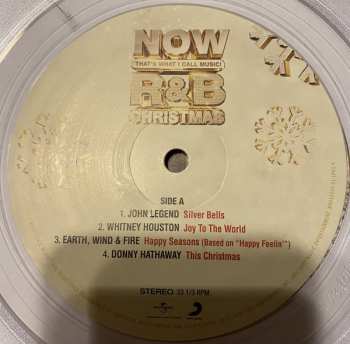 NOW
THAT'S WHAT I CALL MUSIC!
R&B
CHRISTMAS
SIDE A
1. JOHN LEGEND Silver Bells
2. WHITNEY HOUSTON Joy To The World
3. EARTH, WIND & FIRE Happy Seasons (Based on "Happy Feelin'")
4. DONNY HATHAWAY This Christmas
STEREO 33 1/3 RPM